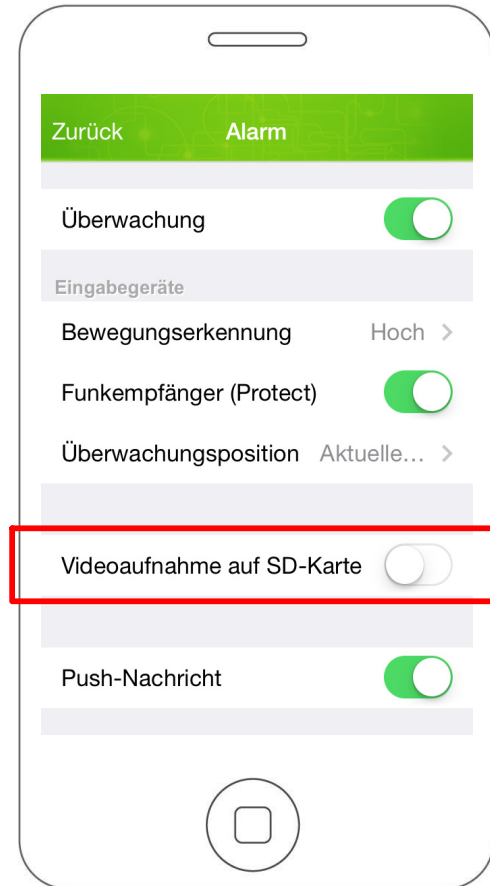 Zurück Alarm
Überwachung
Eingabegeräte
Bewegungserkennung Hoch
Funkempfänger (Protect)
Überwachungsposition Aktuelle...
Videoaufnahme auf SD-Karte
Push-Nachricht